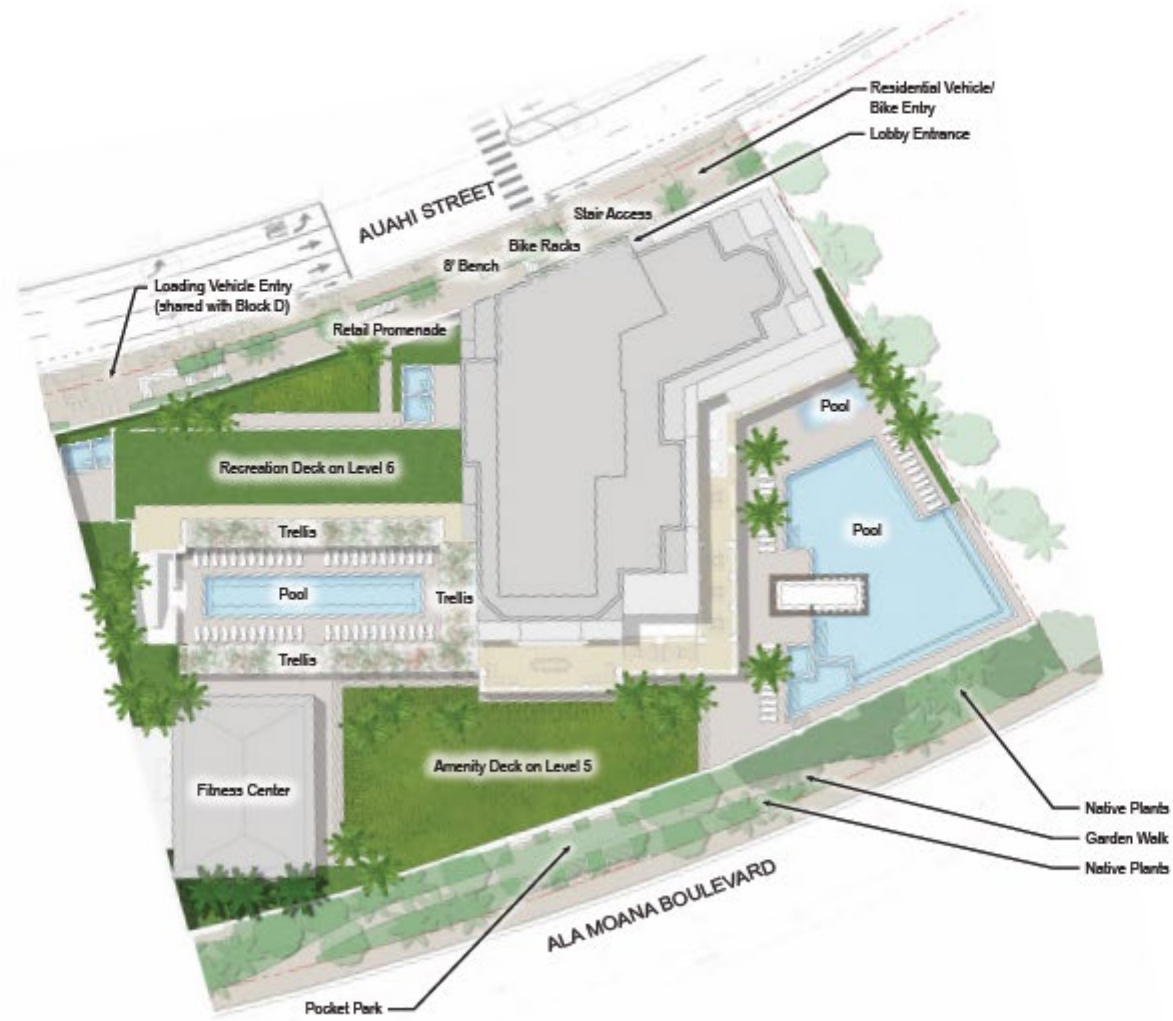 Residential Vehicle/
Bike Entry
Lobby Entrance
AUAHI STREET
Stair Access
Bike Racks
8' Bench
Loading Vehicle Entry
(shared with Block D)
Retail Promenade
Pool
Recreation Deck on Level 6
Trellis
Pool
Pool
Trellis
Trellis
Amenity Deck on Level 5
Fitness Center
Native Plants
Garden Walk
Native Plants
ALA MOANA BOULEVARD
Pocket Park